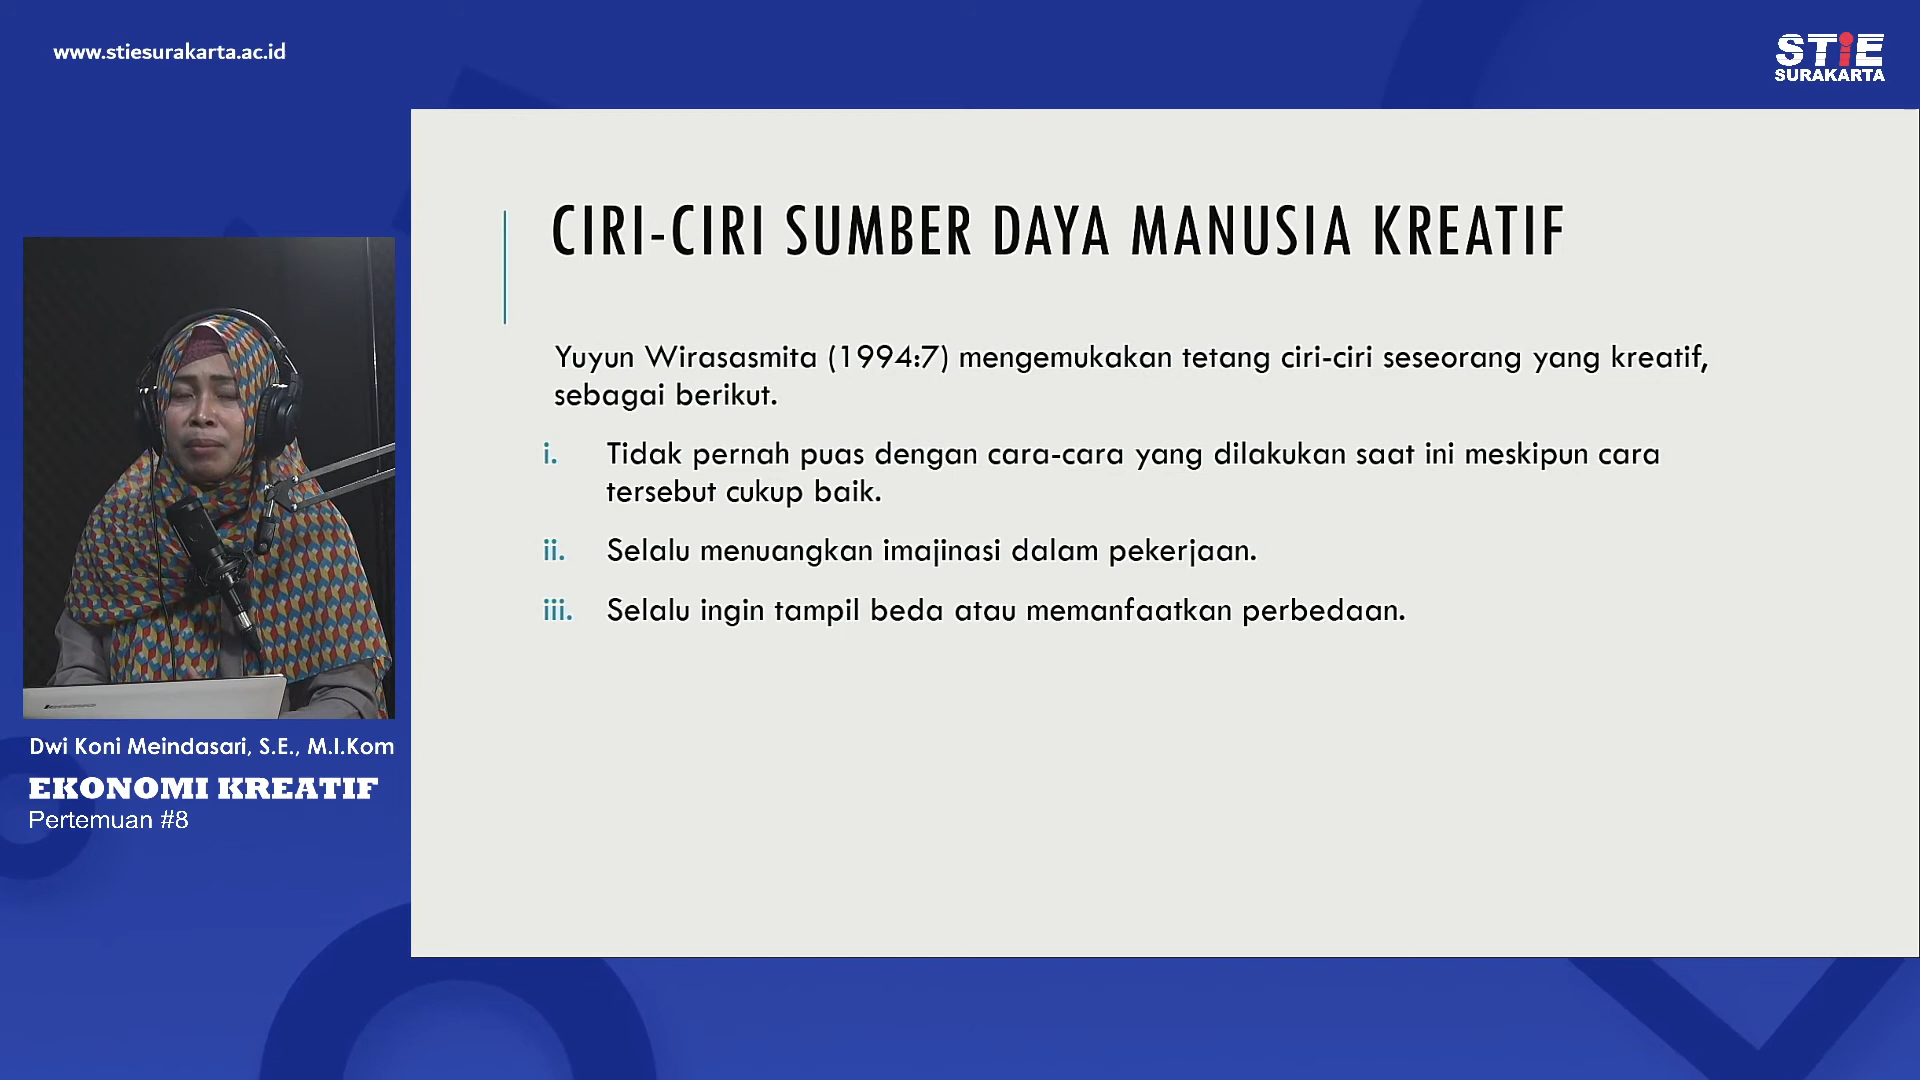 www.stiesurakarta.ac.id
STiE
SURAKARTA
CIRI-CIRI SUMBER DAYA MANUSIA KREATIF
Yuyun Wirasasmita (1994:7) mengemukakan tetang ciri-ciri seseorang yang kreatif,
sebagai berikut.
i. Tidak pernah puas dengan cara-cara yang dilakukan saat ini meskipun cara
tersebut cukup baik.
ii. Selalu menuangkan imajinasi dalam pekerjaan.
iii. Selalu ingin tampil beda atau memanfaatkan perbedaan.
Dwi Koni Meindasari, S.E., M.I.Kom
EKONOMI KREATIF
Pertemuan #8